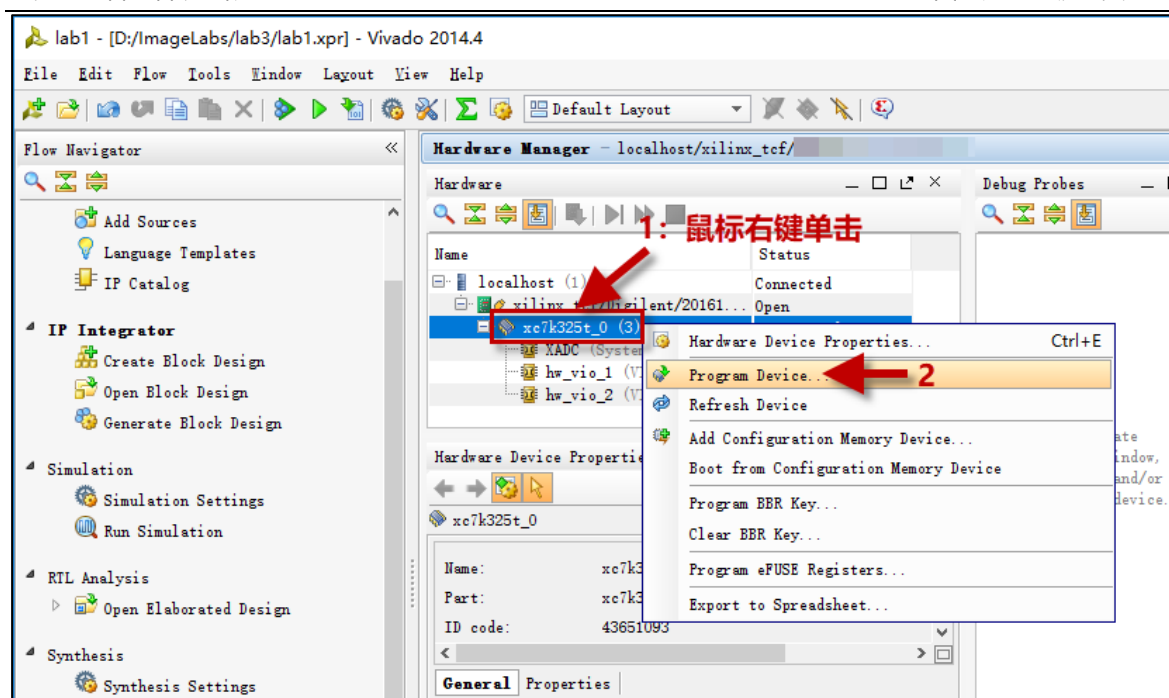 lab1 - [D:/ImageLabs/lab3/lab1.xpr] - Vivado 2014.4
File Edit Flow Tools Window Layout View Help
Default Layout
Flow Navigator
Add Sources
Language Templates
IP Catalog
IP Integrator
Create Block Design
Open Block Design
Generate Block Design
Simulation
Simulation Settings
Run Simulation
RTL Analysis
Open Elaborated Design
Synthesis
Synthesis Settings
Hardware Manager - localhost/xilinx_tcf/
Hardware
1：鼠标右键单击
Name Status
localhost (1) Connected
xilinx_tcf/Digilent/20161... Open
xc7k325t_0 (3)
XADC (System
hw_vio_1
hw_vio_2
Hardware Device Properties... Ctrl+E
Program Device... 2
Refresh Device
Add Configuration Memory Device...
Boot from Configuration Memory Device
Program BBR Key...
Clear BBR Key...
Program eFUSE Registers...
Export to Spreadsheet...
Hardware Device Propertie
xc7k325t_0
Name: xc7k3
Part: xc7k3
ID code: 43651093
General Properties
Debug Probes
and/or
device.